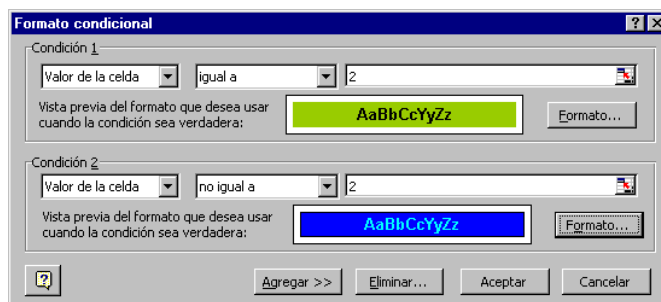 Formato condicional
Condición 1
Valor de la celda igual a 2
Vista previa del formato que desea usar
cuando la condición sea verdadera:
AaBbCcYyZz
Formato...
Condición 2
Valor de la celda no igual a 2
Vista previa del formato que desea usar
cuando la condición sea verdadera:
AaBbCcYyZz
Formato...
Agregar >> Eliminar... Aceptar Cancelar